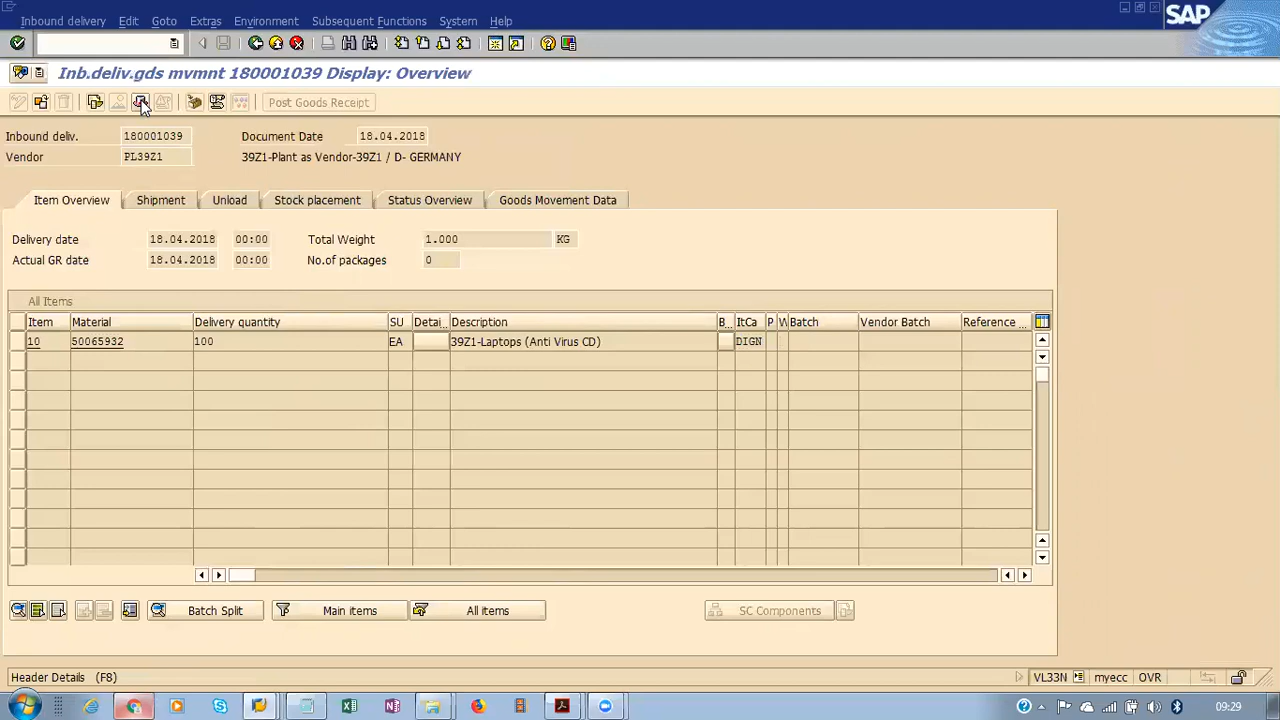 Inbound delivery Edit Goto Extras Environment Subsequent Functions System Help
SAP
Inb.deliv.gds mvmnt 180001039 Display: Overview
Post Goods Receipt
Inbound deliv. 180001039 Document Date 18.04.2018
Vendor PL39Z1 39Z1-Plant as Vendor-39Z1 / D- GERMANY
Item Overview Shipment Unload Stock placement Status Overview Goods Movement Data
Delivery date 18.04.2018 00:00 Total Weight 1.000 KG
Actual GR date 18.04.2018 00:00 No.of packages 0
All Items
Item Material Delivery quantity SU Detai... Description B... ItCa P W Batch Vendor Batch Reference ...
10 50065932 100 EA 39Z1-Laptops (Anti Virus CD) DIGN
Batch Split Main items All items SC Components
Header Details (F8) VL33N myecc OVR
09:29